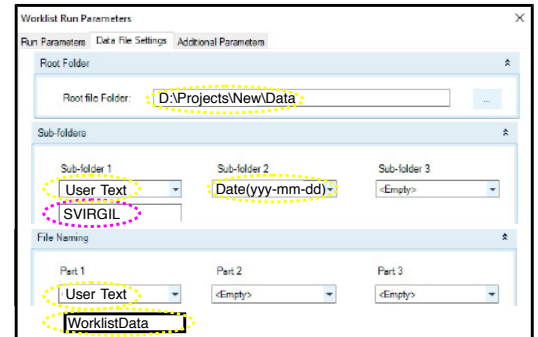 Worklist Run Parameters
Run Parameters Data File Settings Additional Parameters
Root Folder
Root file Folder: D:\Projects\New\Data ...
Sub-folders
Sub-folder 1 Sub-folder 2 Sub-folder 3
User Text Date(yyy-mm-dd) <Empty>
SVIRGIL
File Naming
Part 1 Part 2 Part 3
User Text <Empty> <Empty>
WorklistData